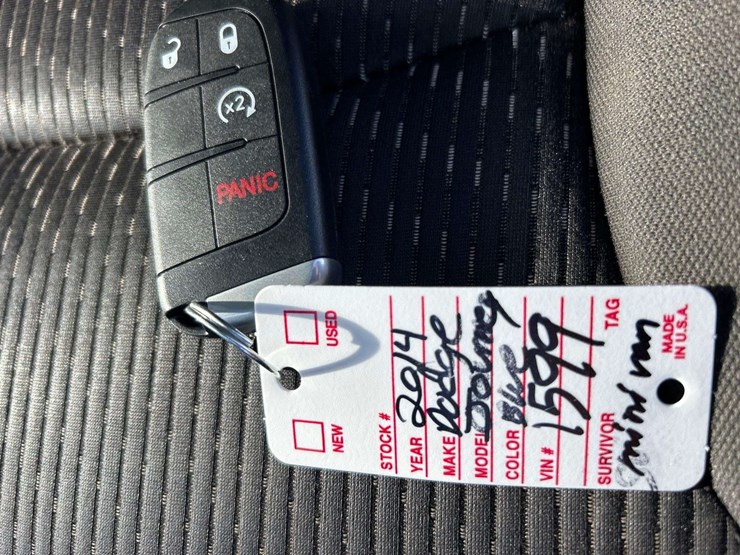 x2
PANIC
NEW
USED
STOCK #
YEAR 2014
MAKE Dodge
MODEL Journey
COLOR Blue
VIN # 1599
SURVIVOR TAG
mini van
MADE
IN U.S.A.